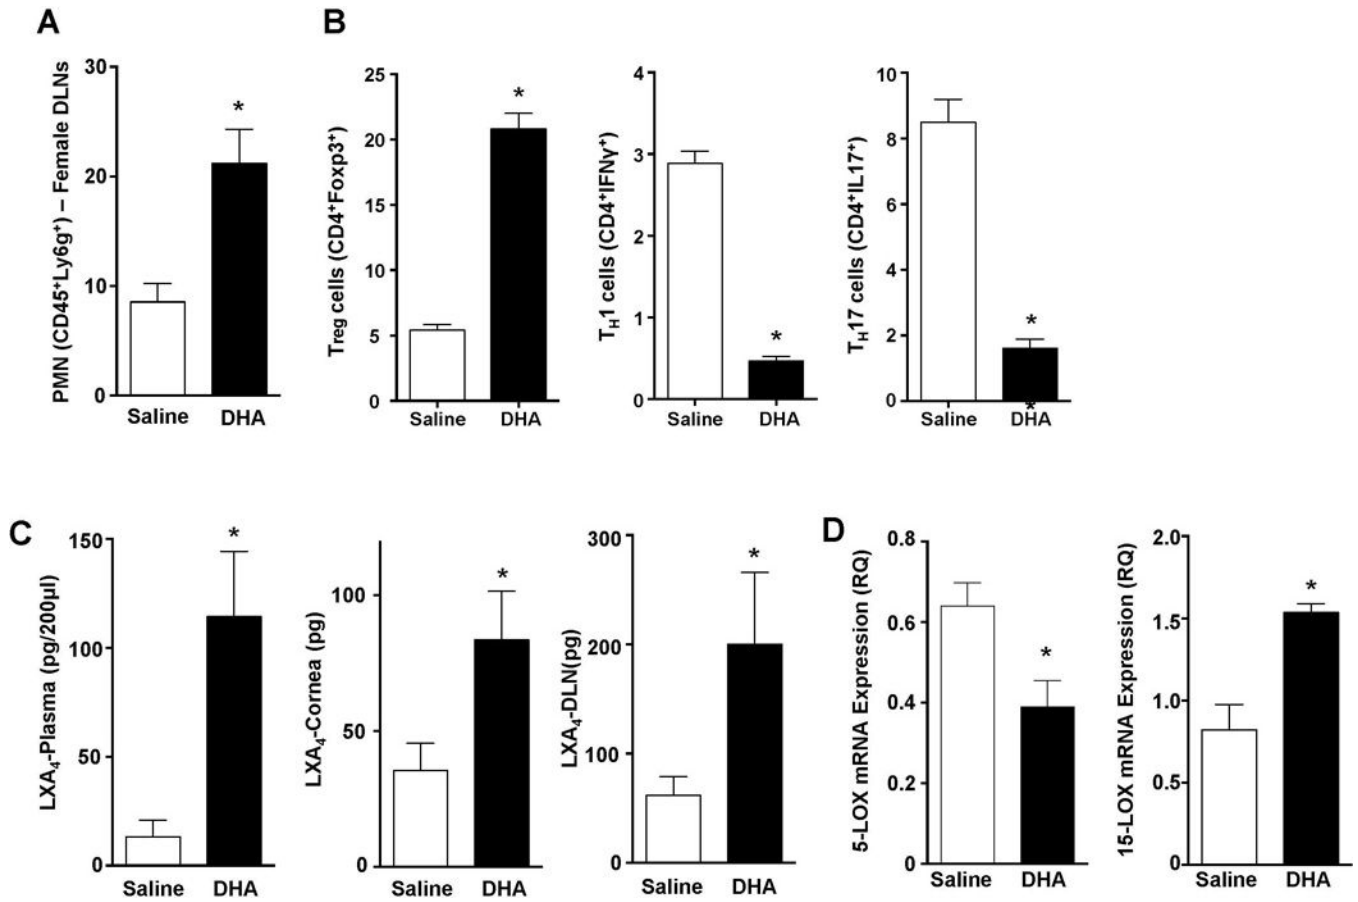 A
PMN (CD45⁺Ly6g⁺) – Female DLNs
30
20
10
0
*
Saline DHA
B
Treg cells (CD4⁺Foxp3⁺)
25
20
15
10
5
0
*
Saline DHA
T_H1 cells (CD4⁺IFNγ⁺)
4
3
2
1
0
*
Saline DHA
T_H17 cells (CD4⁺IL17⁺)
10
8
6
4
2
0
*
*
Saline DHA
C
LXA₄-Plasma (pg/200µl)
150
100
50
0
*
Saline DHA
LXA₄-Cornea (pg)
100
50
0
*
Saline DHA
LXA₄-DLN(pg)
300
200
100
0
*
Saline DHA
D
5-LOX mRNA Expression (RQ)
0.8
0.6
0.4
0.2
0
*
Saline DHA
15-LOX mRNA Expression (RQ)
2.0
1.5
1.0
0.5
0
*
Saline DHA